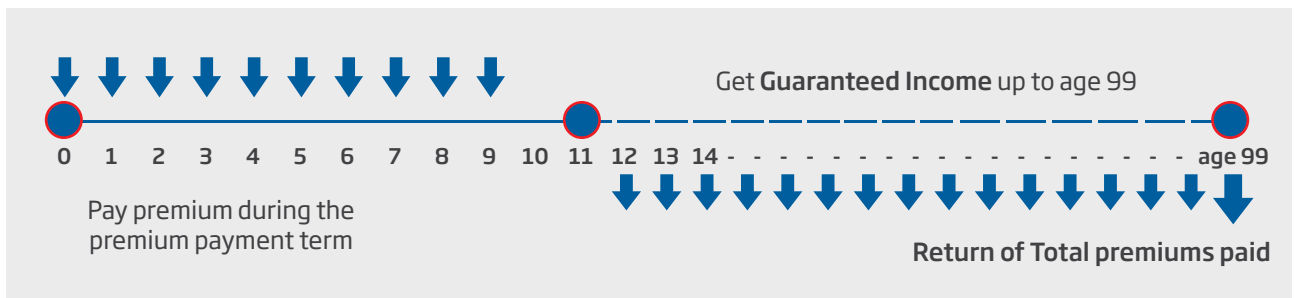 Get Guaranteed Income up to age 99
0 1 2 3 4 5 6 7 8 9 10 11 12 13 14 - - - - - - - - - - - - - - - - - - age 99
Pay premium during the
premium payment term
Return of Total premiums paid